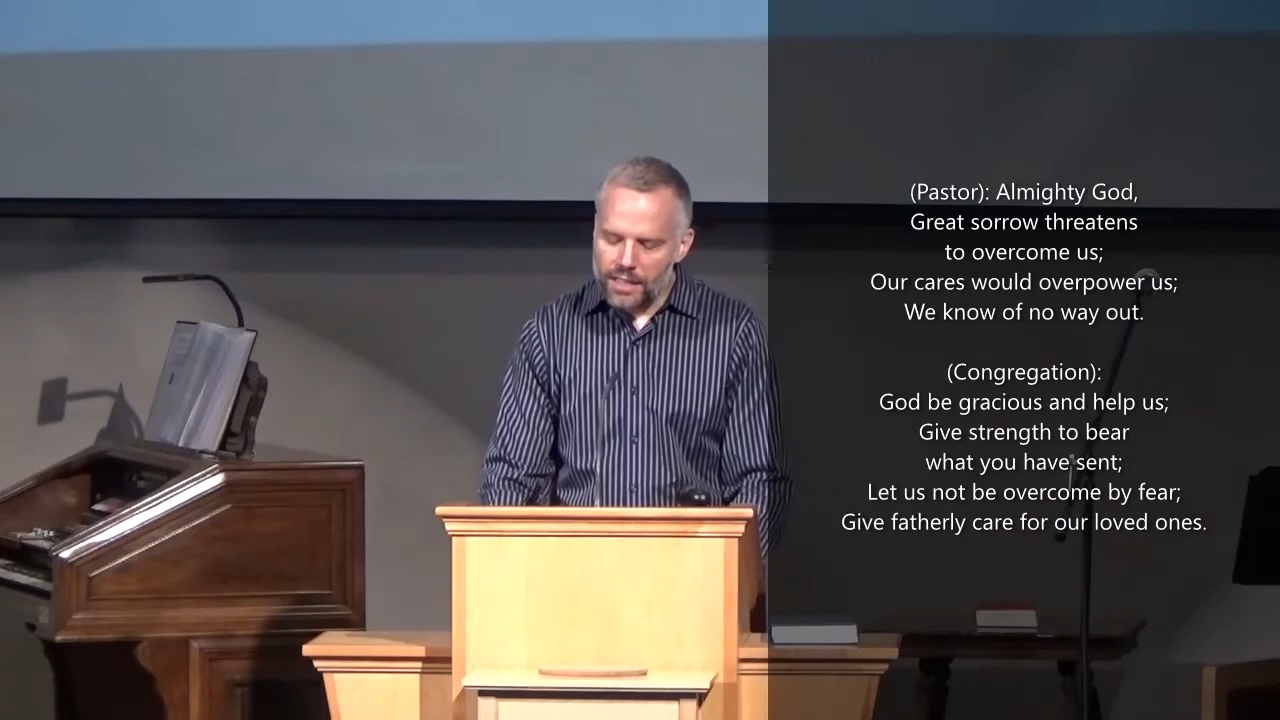 (Pastor): Almighty God,
Great sorrow threatens
to overcome us;
Our cares would overpower us;
We know of no way out.
(Congregation):
God be gracious and help us;
Give strength to bear
what you have sent;
Let us not be overcome by fear;
Give fatherly care for our loved ones.